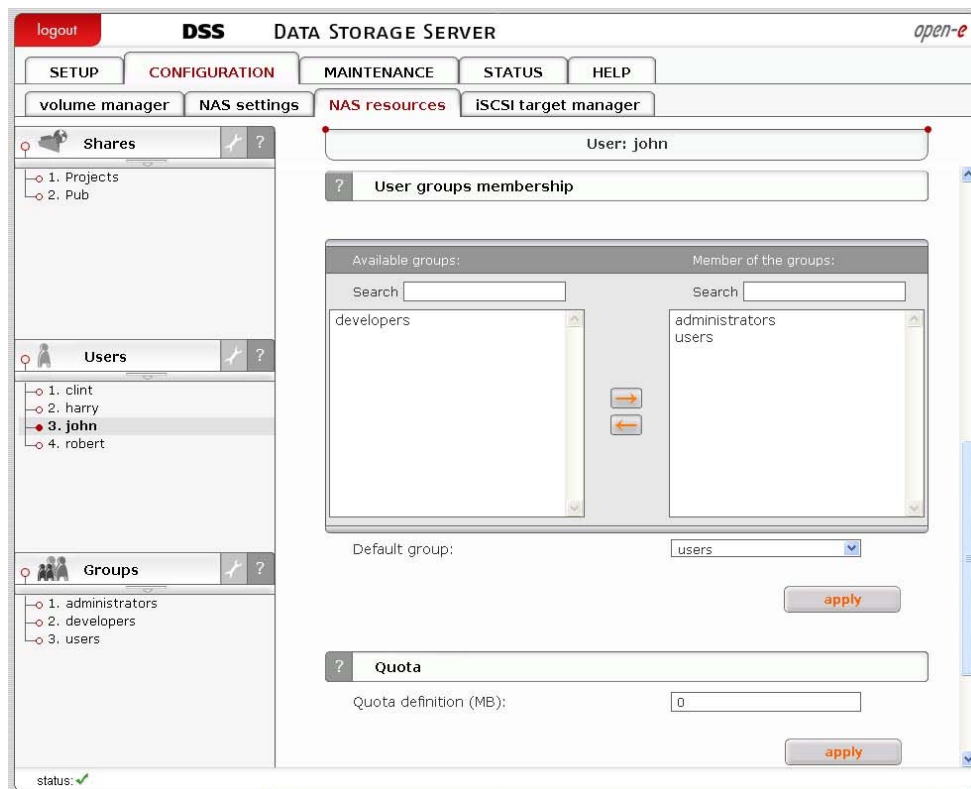 logout
DSS DATA STORAGE SERVER
open-e
SETUP CONFIGURATION MAINTENANCE STATUS HELP
volume manager NAS settings NAS resources iSCSI target manager
Shares ?
1. Projects
2. Pub
Users ?
1. clint
2. harry
3. john
4. robert
Groups ?
1. administrators
2. developers
3. users
User: john
? User groups membership
Available groups: Member of the groups:
Search Search
developers administrators
users
Default group: users
apply
? Quota
Quota definition (MB): 0
apply
status: